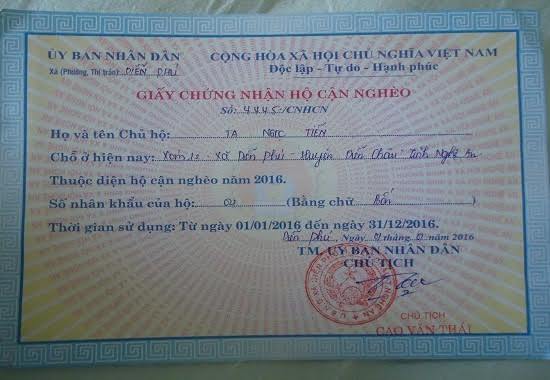 ỦY BAN NHÂN DÂN
Xã (Phường, Thị trấn): DIỄN PHÚ
CỘNG HÒA XÃ HỘI CHỦ NGHĨA VIỆT NAM
Độc lập - Tự do - Hạnh phúc
GIẤY CHỨNG NHẬN HỘ CẬN NGHÈO
Số: 4445/CNHCN
Họ và tên Chủ hộ: TẠ NGỌC TIẾN
Chỗ ở hiện nay: Xóm 12 - Xã Diễn Phú - Huyện Diễn Châu - Tỉnh Nghệ An
Thuộc diện hộ cận nghèo năm 2016.
Số nhân khẩu của hộ: 04 (Bằng chữ Bốn)
Thời gian sử dụng: Từ ngày 01/01/2016 đến ngày 31/12/2016.
Diễn Phú, Ngày 01 tháng 01 năm 2016
TM. ỦY BAN NHÂN DÂN
CHỦ TỊCH
CHỦ TỊCH
CAO VĂN THÁI